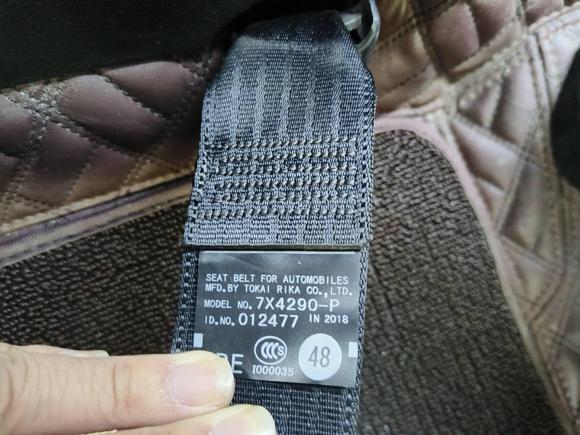 SEAT BELT FOR AUTOMOBILES
MFD.BY TOKAI RIKA CO.,LTD.
MODEL NO. 7X4290-P
ID.NO. 012477 IN 2018
CCC S 48
I000035